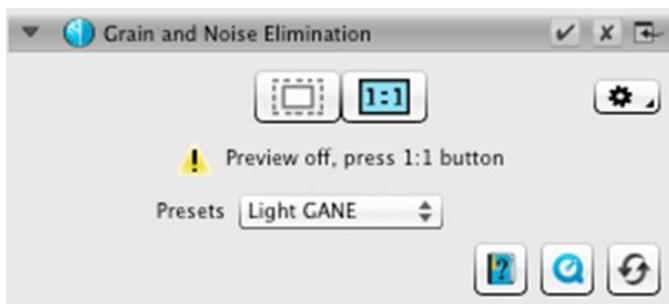 Grain and Noise Elimination
1:1
Preview off, press 1:1 button
Presets Light GANE